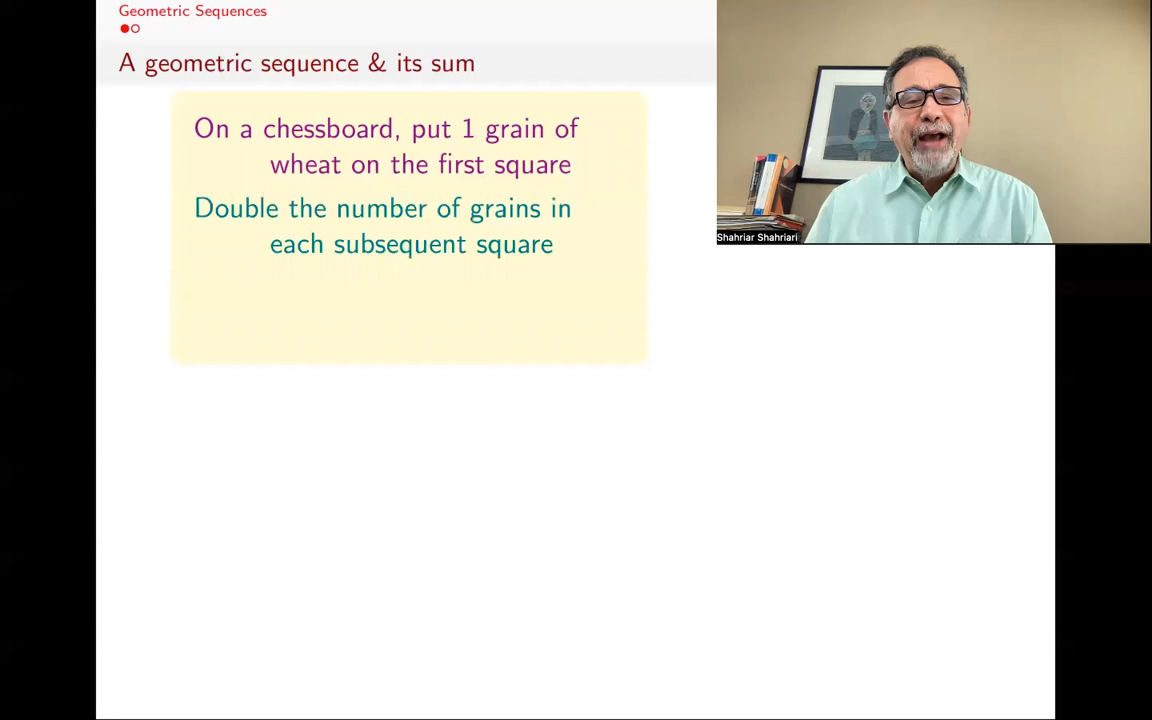 Geometric Sequences
A geometric sequence & its sum
On a chessboard, put 1 grain of
wheat on the first square
Double the number of grains in
each subsequent square
Shahriar Shahriari